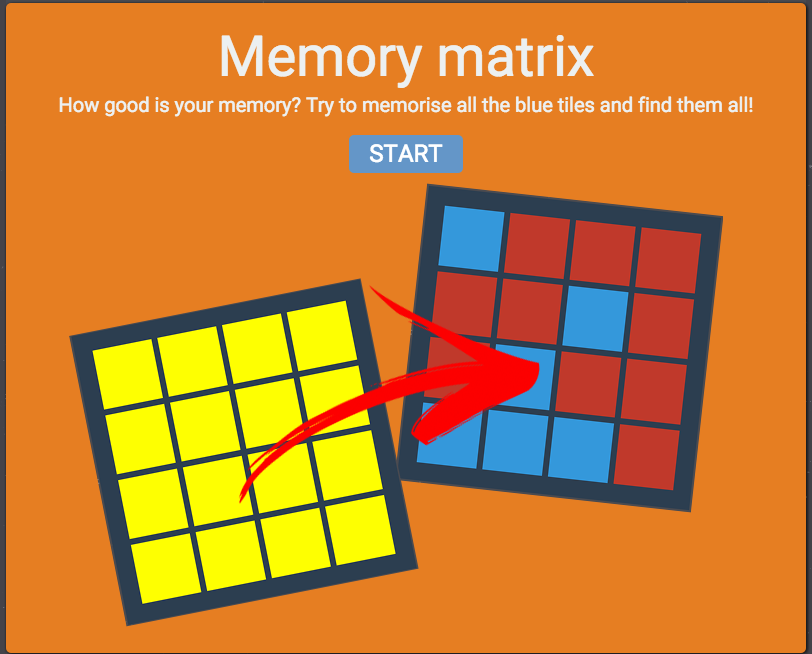 Memory matrix
How good is your memory? Try to memorise all the blue tiles and find them all!
START